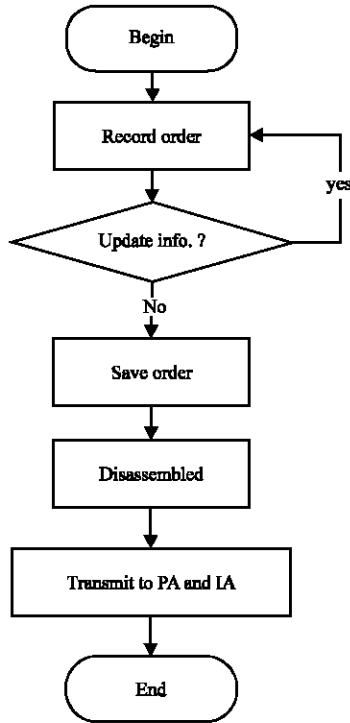 Begin
Record order
yes
Update info. ?
No
Save order
Disassembled
Transmit to PA and IA
End